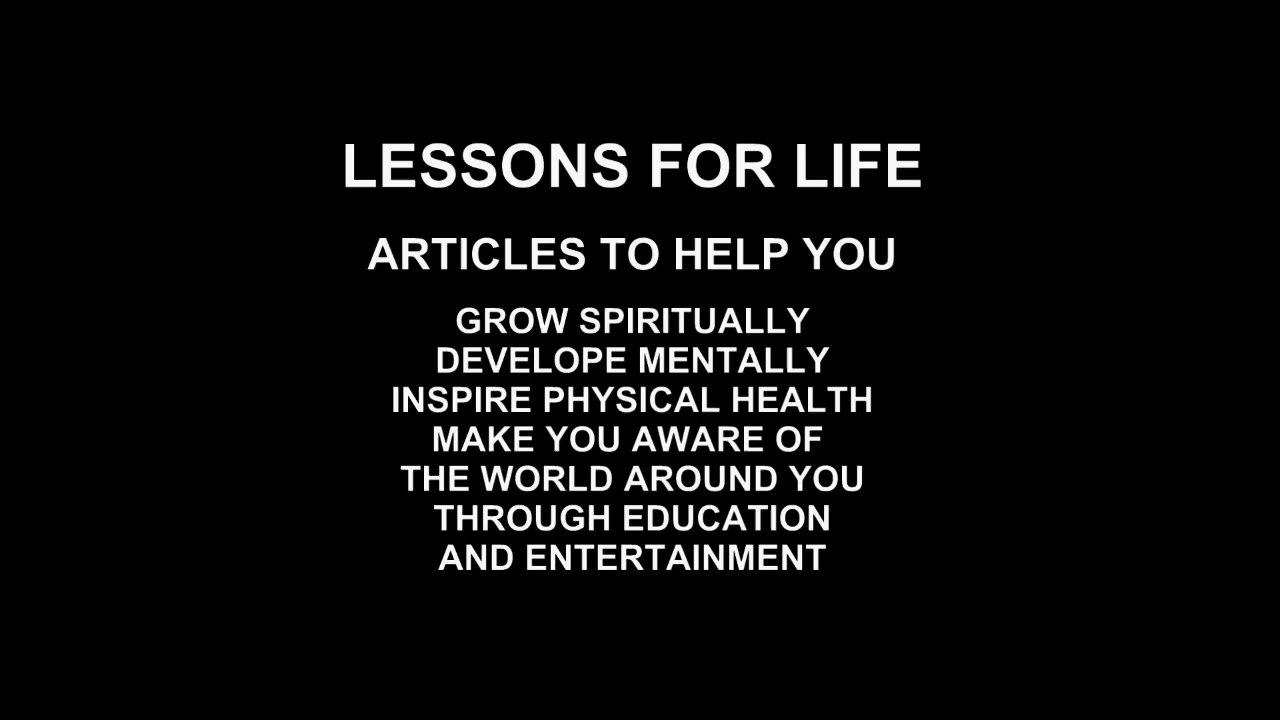 LESSONS FOR LIFE
ARTICLES TO HELP YOU
GROW SPIRITUALLY
DEVELOPE MENTALLY
INSPIRE PHYSICAL HEALTH
MAKE YOU AWARE OF
THE WORLD AROUND YOU
THROUGH EDUCATION
AND ENTERTAINMENT